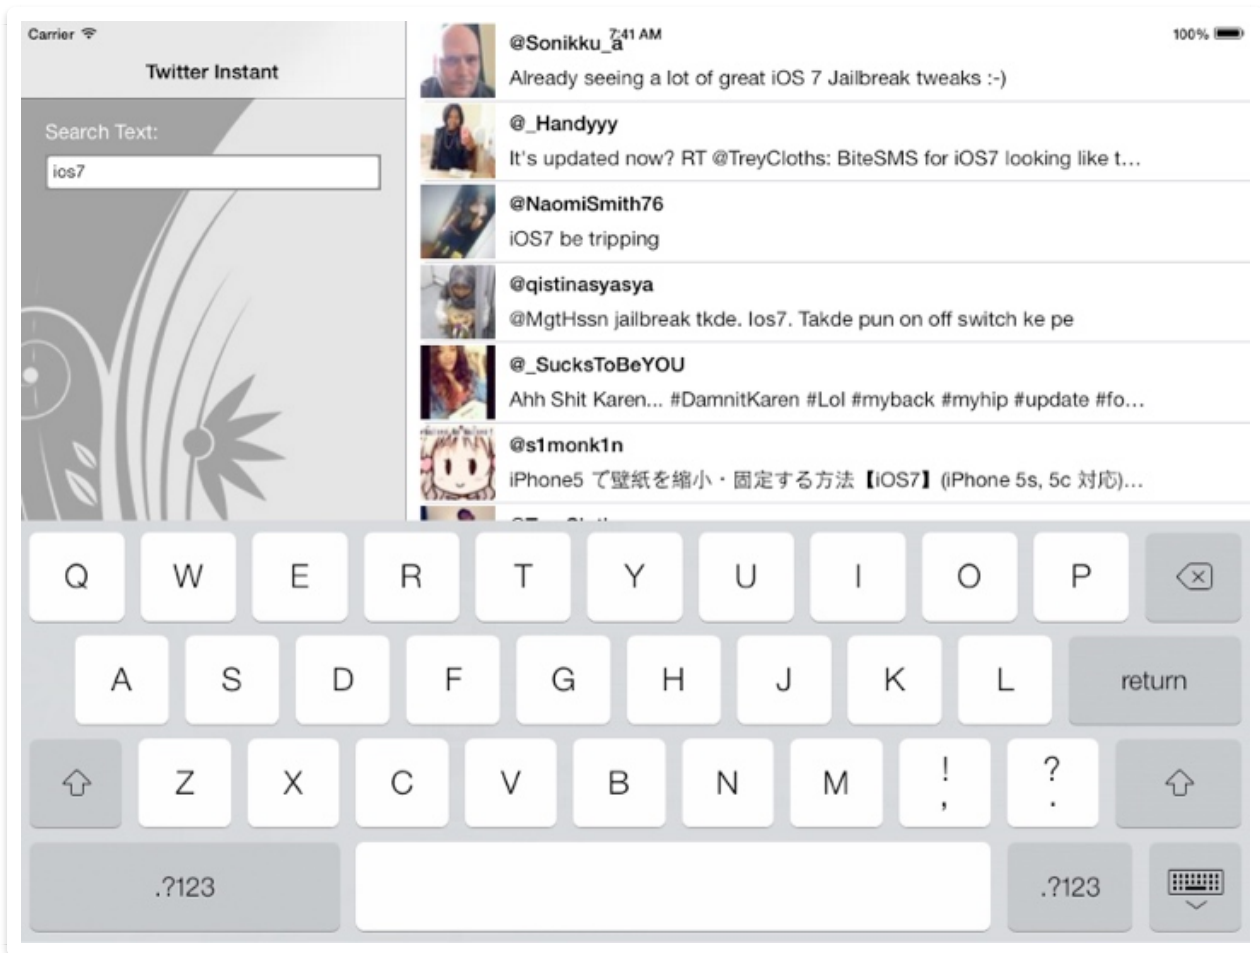 Carrier
7:41 AM
100%
Twitter Instant
Search Text:
ios7
@Sonikku_a
Already seeing a lot of great iOS 7 Jailbreak tweaks :-)
@_Handyyy
It's updated now? RT @TreyCloths: BiteSMS for iOS7 looking like t...
@NaomiSmith76
iOS7 be tripping
@qistinasyasya
@MgtHssn jailbreak tkde. Ios7. Takde pun on off switch ke pe
@_SucksToBeYOU
Ahh Shit Karen... #DamnitKaren #Lol #myback #myhip #update #fo...
@s1monk1n
iPhone5 で壁紙を縮小・固定する方法【iOS7】(iPhone 5s, 5c 対応)...
Q W E R T Y U I O P
A S D F G H J K L return
Z X C V B N M ! , ? .
.?123 .?123